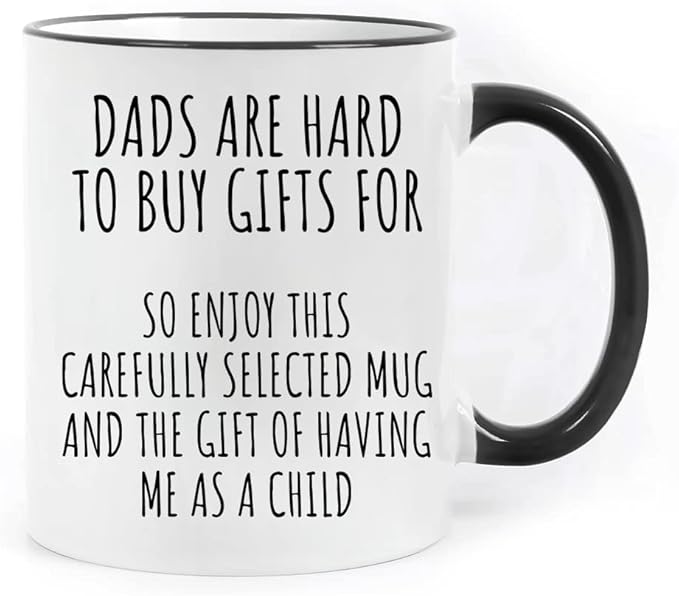 DADS ARE HARD
TO BUY GIFTS FOR
SO ENJOY THIS
CAREFULLY SELECTED MUG
AND THE GIFT OF HAVING
ME AS A CHILD